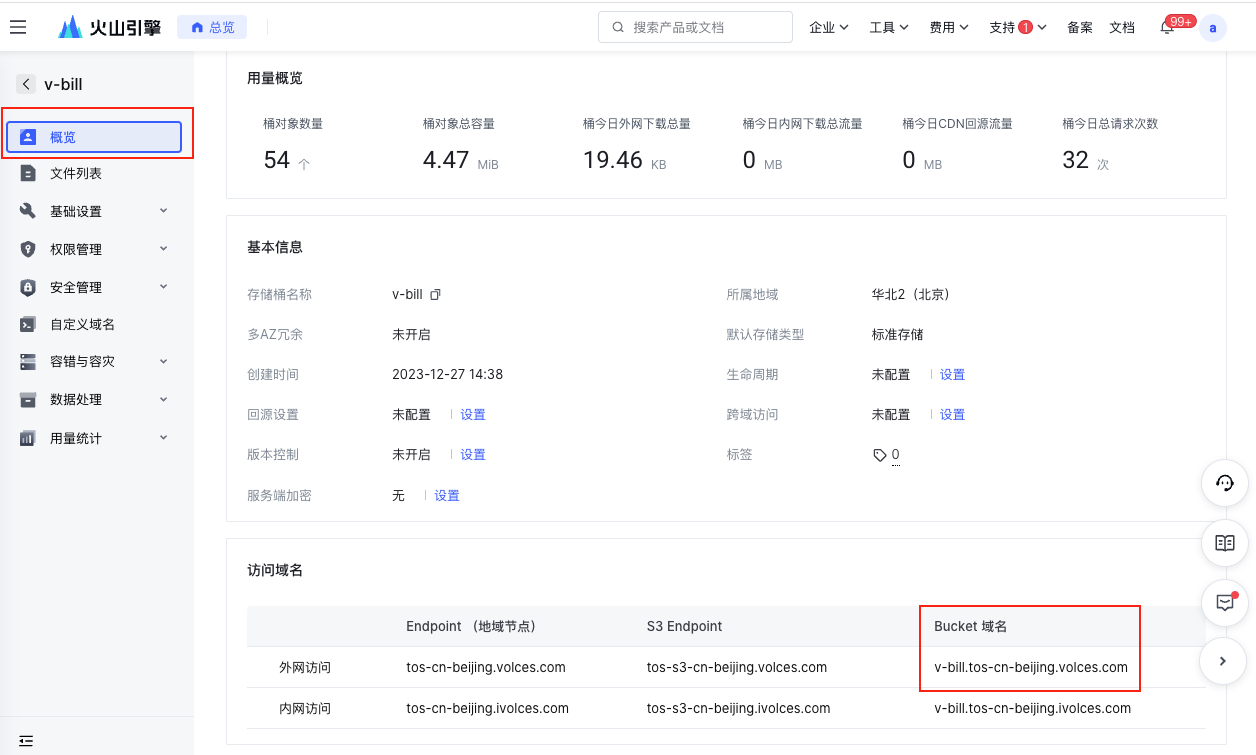 火山引擎 总览 搜索产品或文档 企业 工具 费用 支持 1 备案 文档 99+ a
v-bill
概览
文件列表
基础设置
权限管理
安全管理
自定义域名
容错与容灾
数据处理
用量统计
用量概览
桶对象数量 桶对象总容量 桶今日外网下载总量 桶今日内网下载总流量 桶今日CDN回源流量 桶今日总请求次数
54 个 4.47 MiB 19.46 KB 0 MB 0 MB 32 次
基本信息
存储桶名称 v-bill 所属地域 华北2（北京）
多AZ冗余 未开启 默认存储类型 标准存储
创建时间 2023-12-27 14:38 生命周期 未配置 设置
回源设置 未配置 设置 跨域访问 未配置 设置
版本控制 未开启 设置 标签 0
服务端加密 无 设置
访问域名
Endpoint （地域节点） S3 Endpoint Bucket 域名
外网访问 tos-cn-beijing.volces.com tos-s3-cn-beijing.volces.com v-bill.tos-cn-beijing.volces.com
内网访问 tos-cn-beijing.ivolces.com tos-s3-cn-beijing.ivolces.com v-bill.tos-cn-beijing.ivolces.com